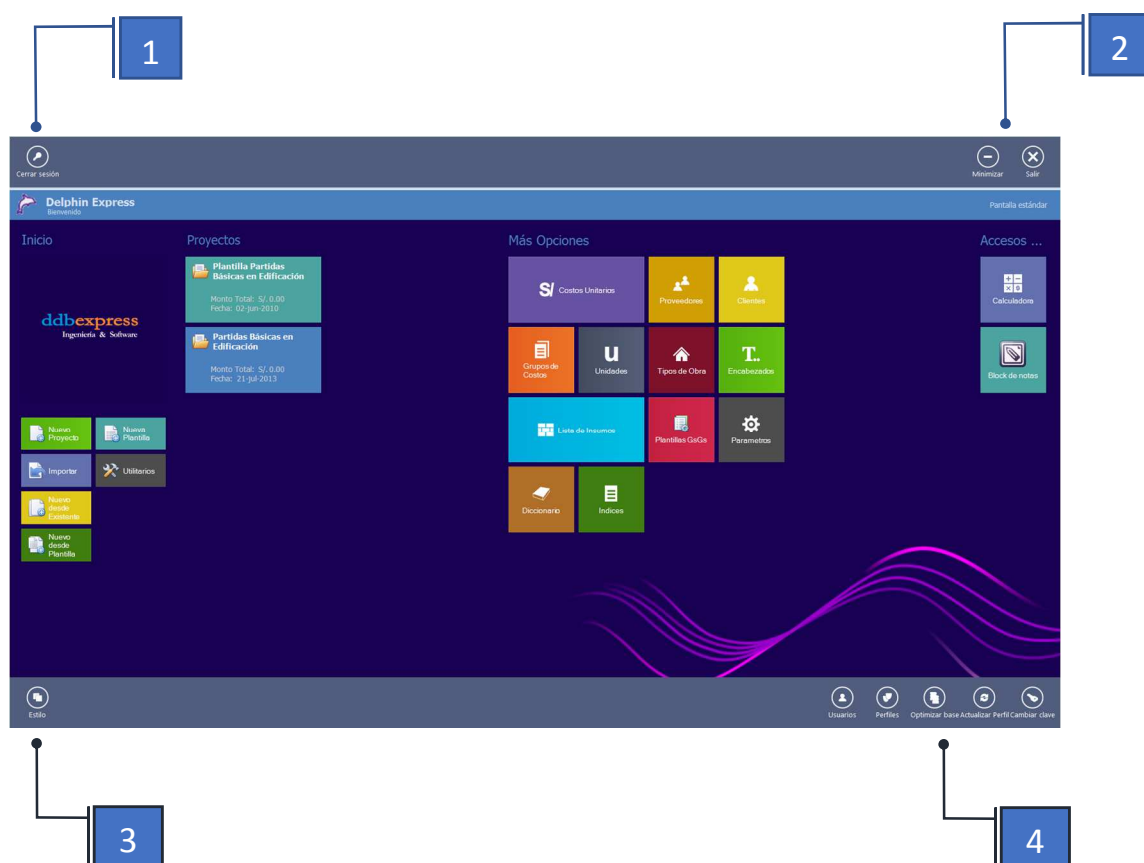 1
2
Cerrar sesión
Minimizar
Salir
Delphin Express
Bienvenido
Pantalla estándar
Inicio
ddbexpress
Ingeniería & Software
Nuevo
Proyecto
Nueva
Plantilla
Importar
Utilitarios
Nuevo
desde
Existente
Nuevo
desde
Plantilla
Proyectos
Plantilla Partidas
Básicas en Edificación
Monto Total: S/. 0.00
Fecha: 02-jun-2010
Partidas Básicas en
Edificación
Monto Total: S/. 0.00
Fecha: 21-jul-2013
Más Opciones
S/ Costos Unitarios
Proveedores
Clientes
Grupos de
Costos
u
Unidades
Tipos de Obra
T..
Encabezados
Lista de Insumos
Plantillas GsGs
Parametros
Diccionario
Indices
Accesos ...
Calculadora
Block de notas
Estilo
Usuarios
Perfiles
Optimizar base
Actualizar Perfil
Cambiar clave
3
4